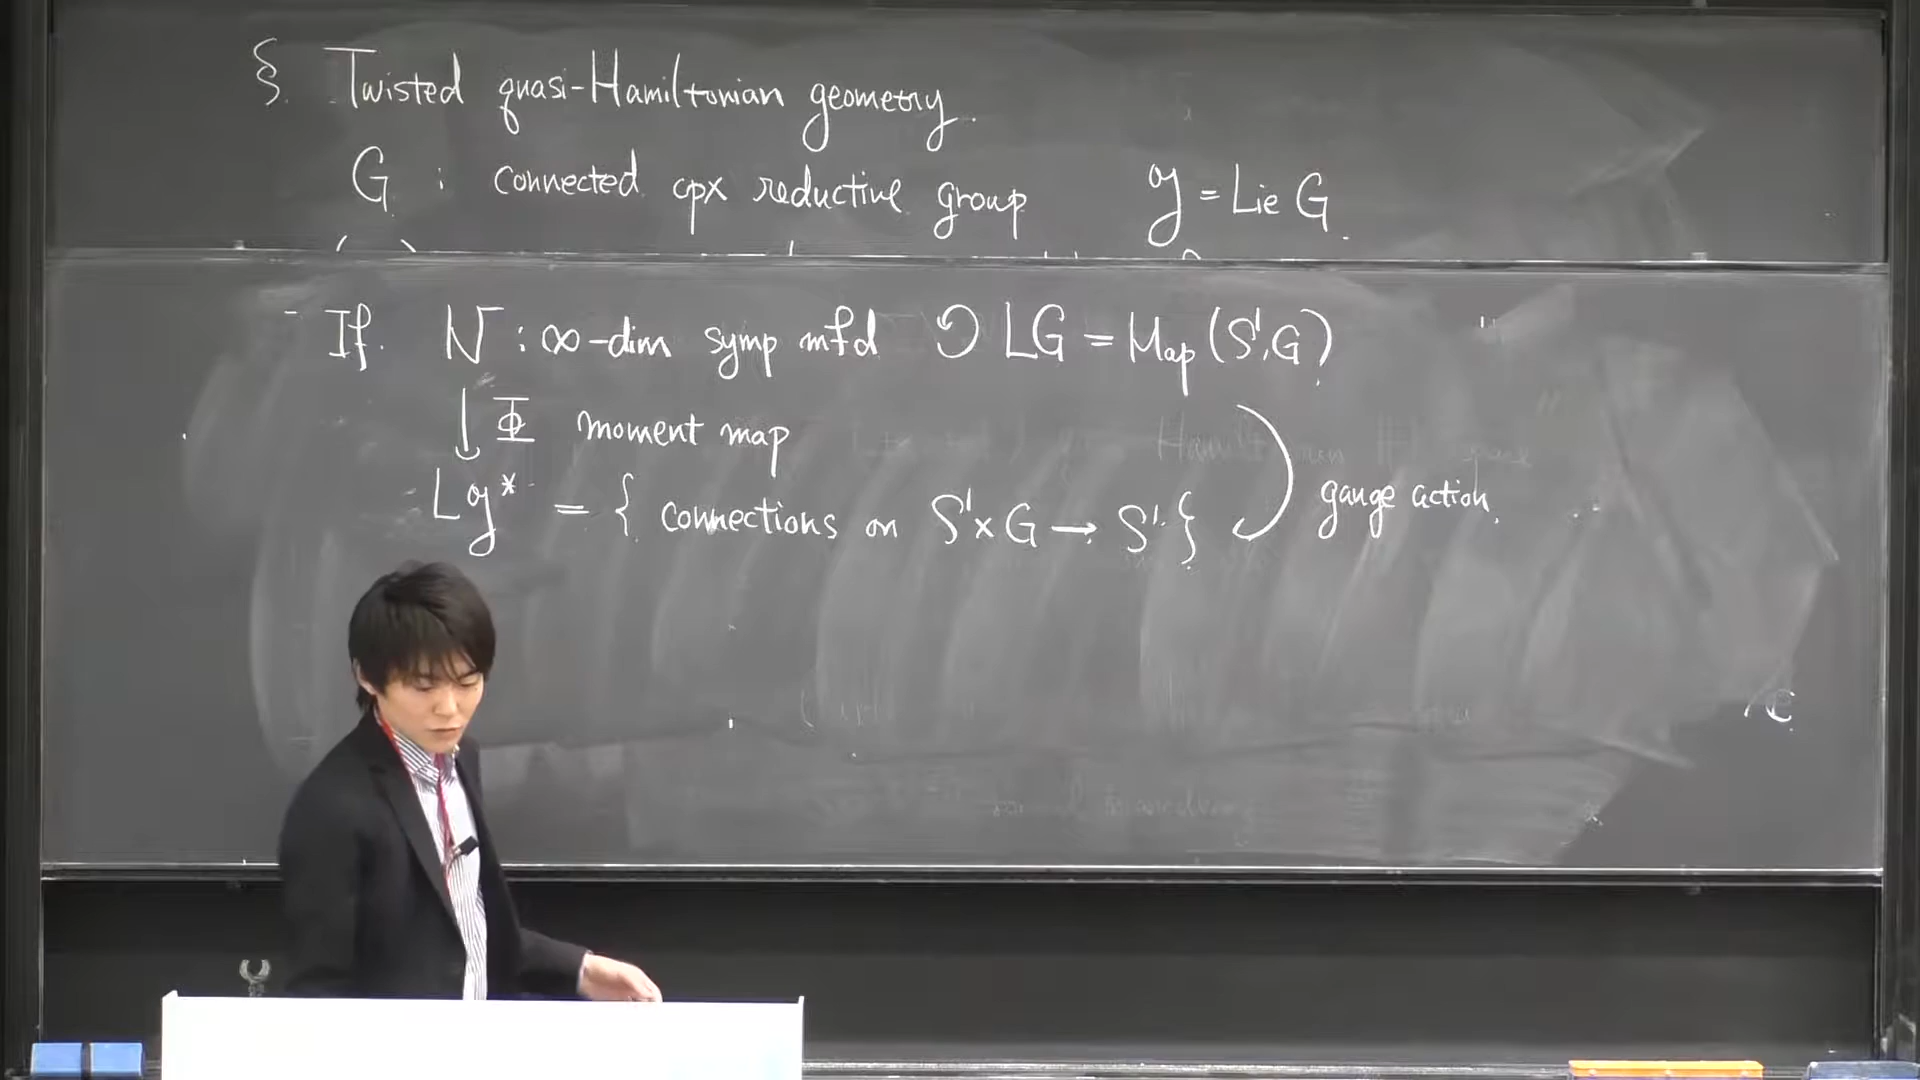 §. Twisted quasi-Hamiltonian geometry.
G : connected cpx reductive group 𝔤 = Lie G.
If. N : ∞-dim symp mfd ↺ LG = Map (S¹, G)
↓ Φ moment map
L𝔤* = { connections on S¹×G → S¹ } gauge action.